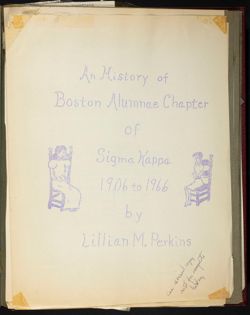 An History of
Boston Alumnae Chapter
of
Sigma Kappa
1906 to 1966
by
Lillian M. Perkins